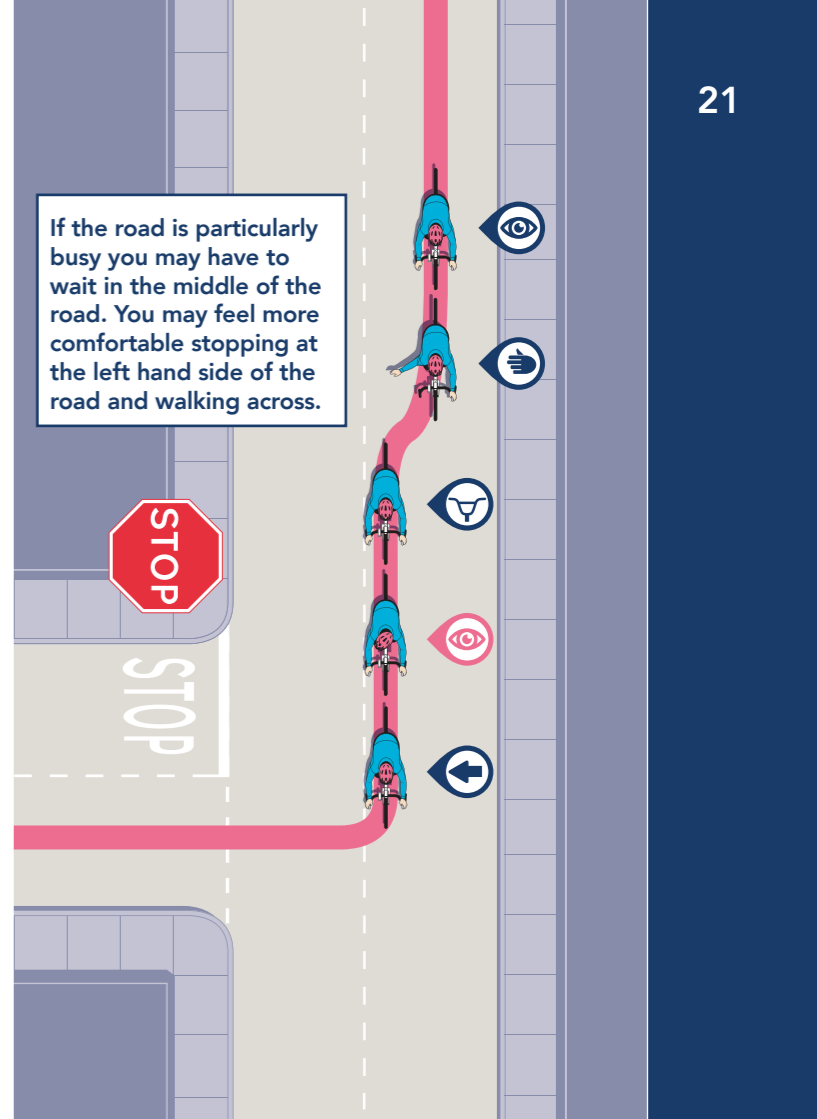 21
If the road is particularly
busy you may have to
wait in the middle of the
road. You may feel more
comfortable stopping at
the left hand side of the
road and walking across.
STOP
STOP